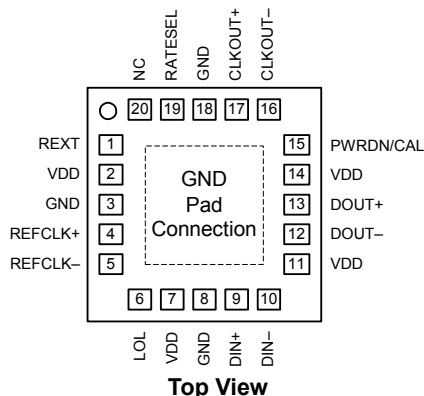 NC
RATESEL
GND
CLKOUT+
CLKOUT–
20
19
18
17
16
REXT
1
VDD
2
GND
3
REFCLK+
4
REFCLK–
5
GND
Pad
Connection
15
PWRDN/CAL
14
VDD
13
DOUT+
12
DOUT–
11
VDD
6
7
8
9
10
LOL
VDD
GND
DIN+
DIN–
Top View